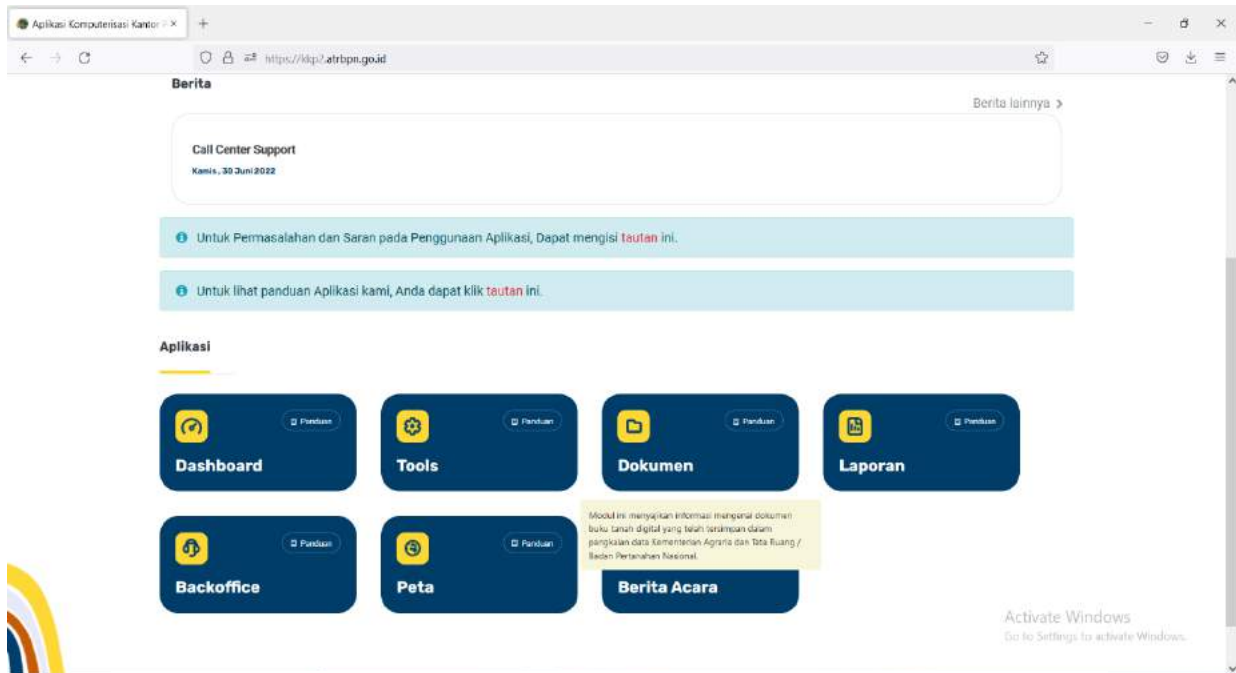 Aplikasi Komputerisasi Kantor
https://kkp2.atrbpn.go.id
Berita
Berita lainnya >
Call Center Support
Kamis , 30 Juni 2022
Untuk Permasalahan dan Saran pada Penggunaan Aplikasi, Dapat mengisi tautan ini.
Untuk lihat panduan Aplikasi kami, Anda dapat klik tautan ini.
Aplikasi
Panduan
Dashboard
Panduan
Tools
Panduan
Dokumen
Panduan
Laporan
Modul ini menyajikan informasi mengenai dokumen
buku tanah digital yang telah tersimpan dalam
pangkalan data Kementerian Agraria dan Tata Ruang /
Badan Pertanahan Nasional.
Panduan
Backoffice
Panduan
Peta
Berita Acara
Activate Windows
Go to Settings to activate Windows.